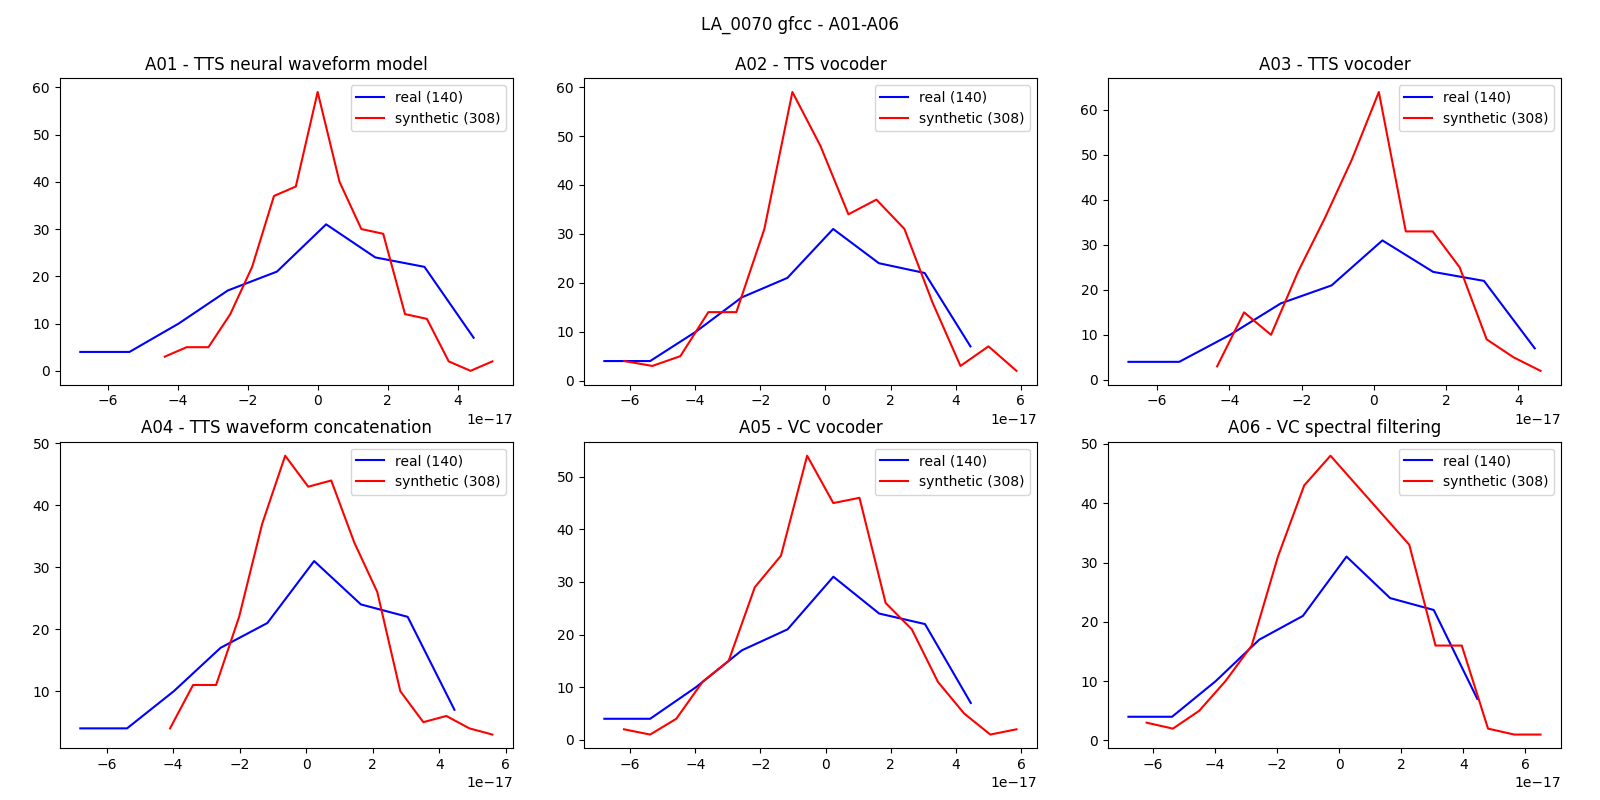 LA_0070 gfcc - A01-A06
A01 - TTS neural waveform model
60
50
40
30
20
10
0
−6 −4 −2 0 2 4
1e−17
real (140)
synthetic (308)
A02 - TTS vocoder
60
50
40
30
20
10
0
−6 −4 −2 0 2 4 6
1e−17
real (140)
synthetic (308)
A03 - TTS vocoder
60
50
40
30
20
10
0
−6 −4 −2 0 2 4
1e−17
real (140)
synthetic (308)
A04 - TTS waveform concatenation
50
40
30
20
10
−6 −4 −2 0 2 4 6
1e−17
real (140)
synthetic (308)
A05 - VC vocoder
50
40
30
20
10
0
−6 −4 −2 0 2 4 6
1e−17
real (140)
synthetic (308)
A06 - VC spectral filtering
50
40
30
20
10
0
−6 −4 −2 0 2 4 6
1e−17
real (140)
synthetic (308)